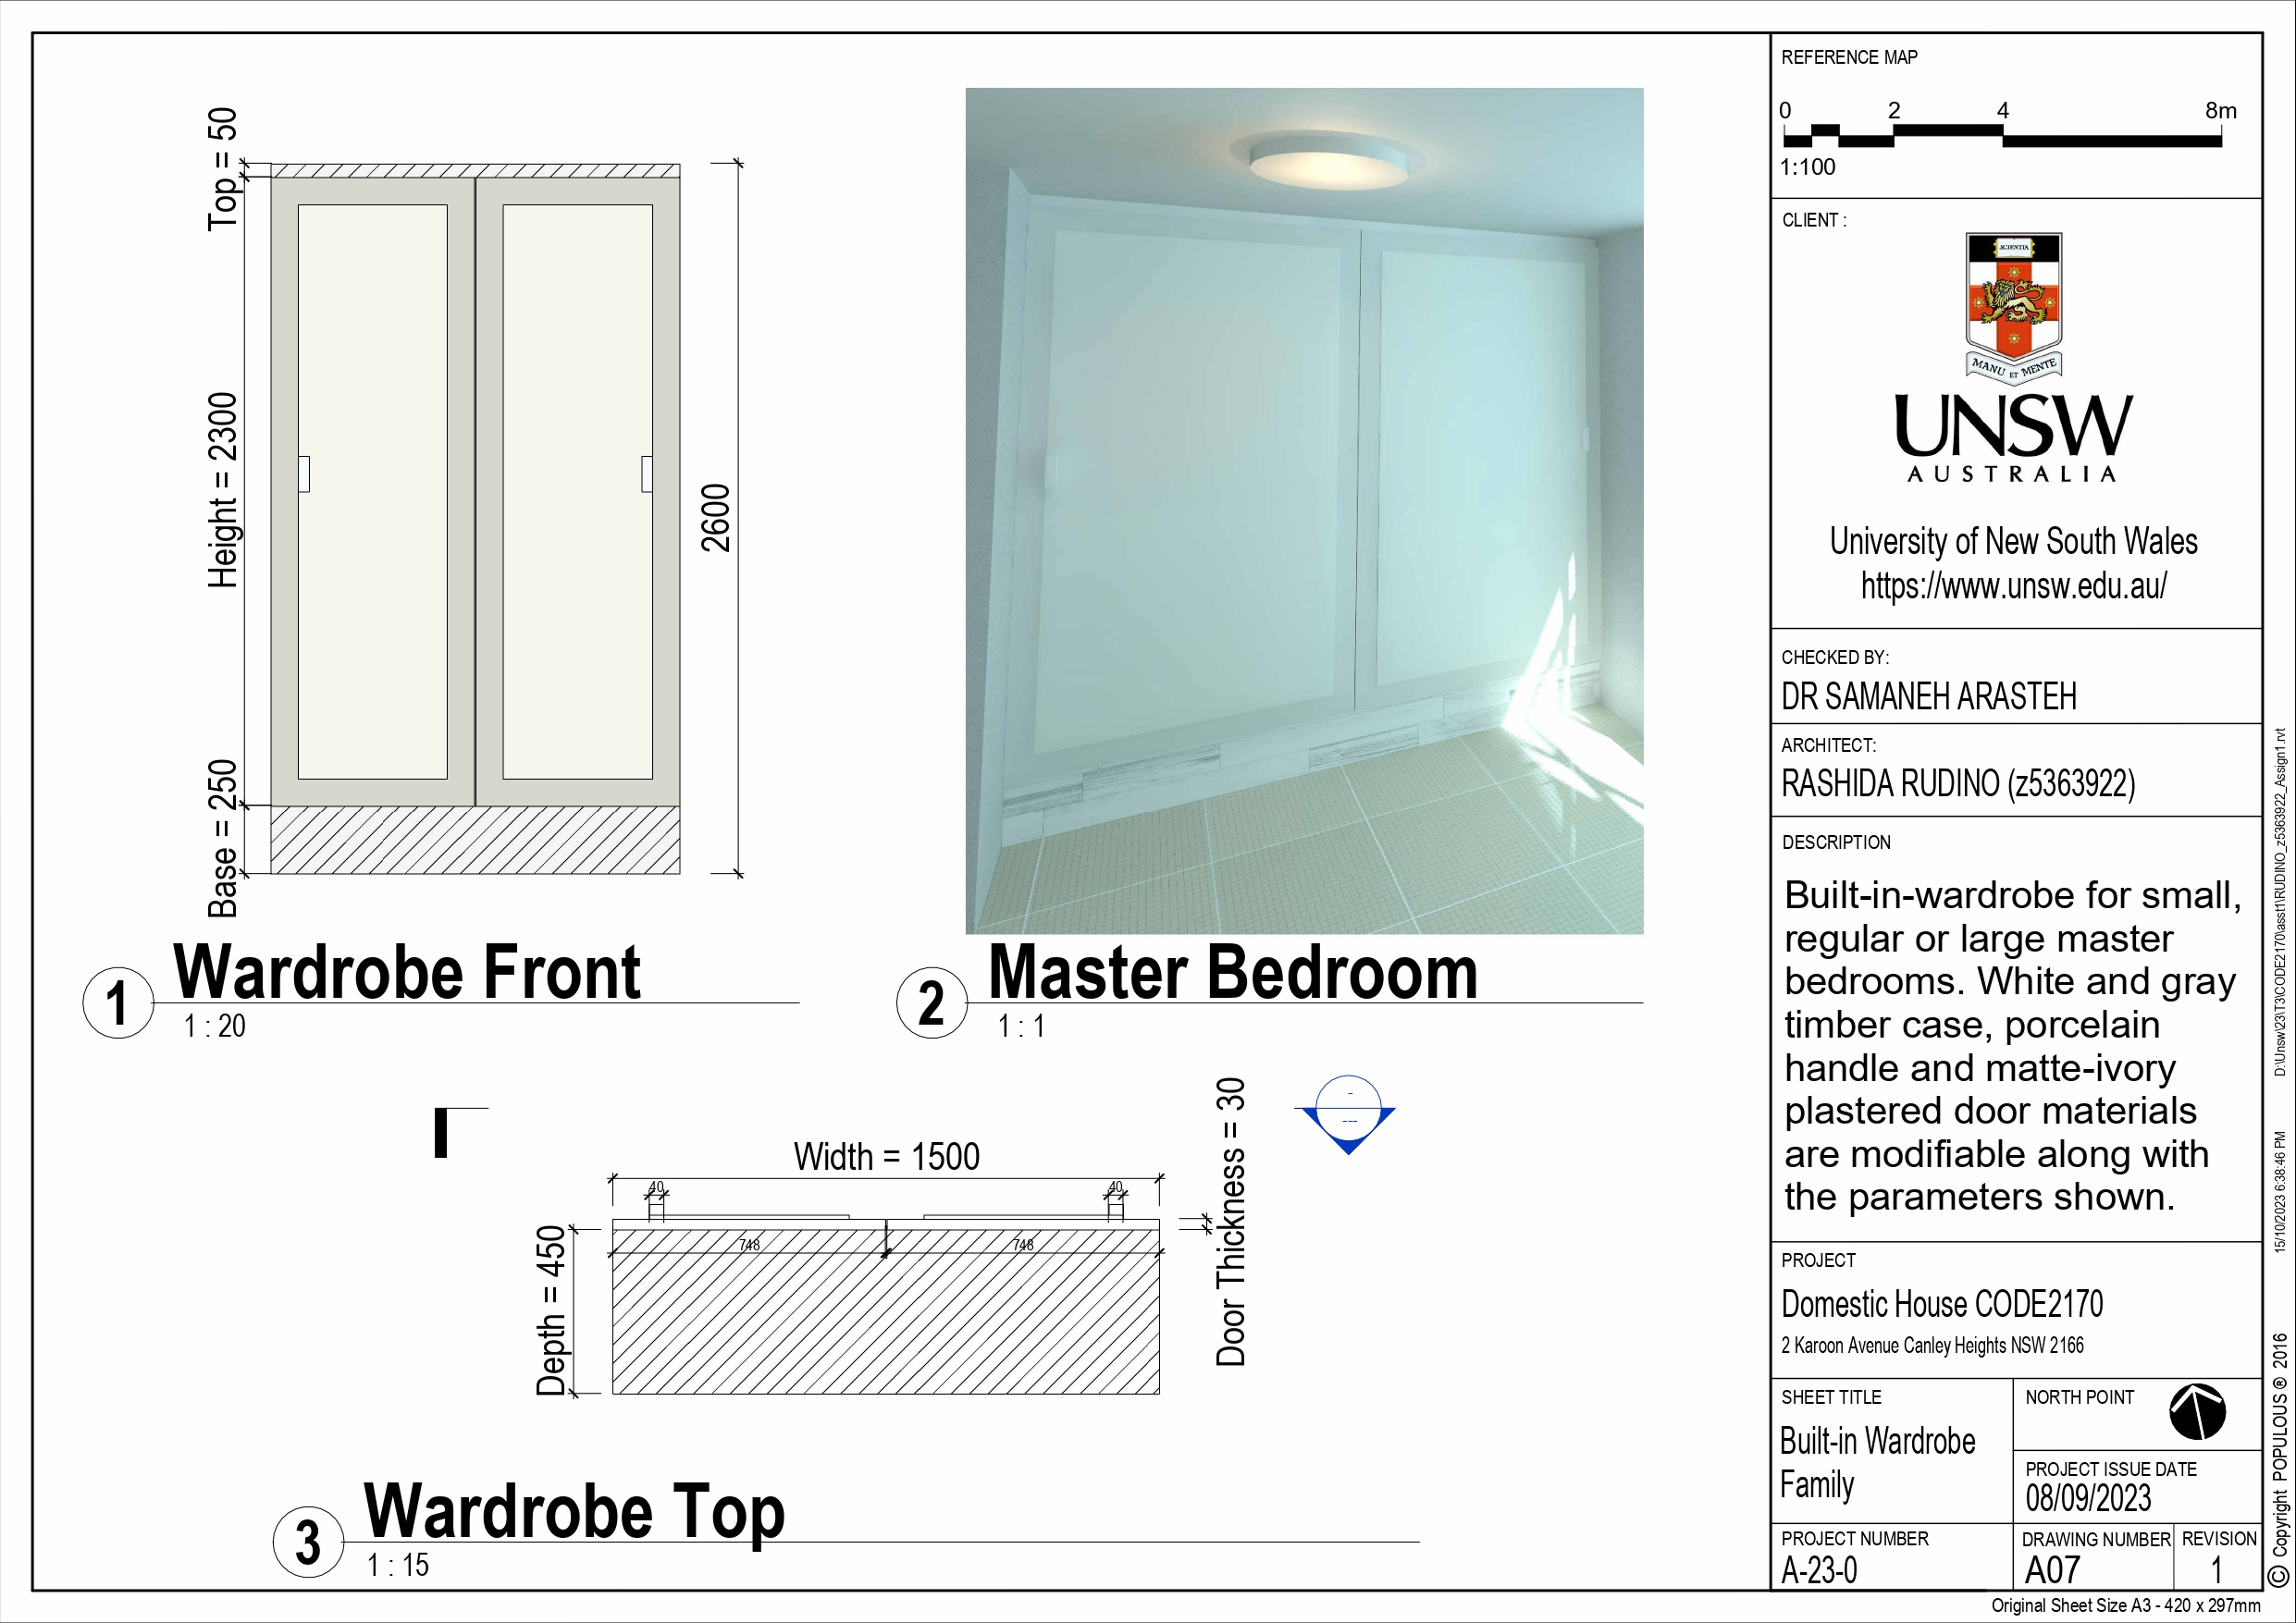 Top = 50
Height = 2300
Base = 250
2600
1
Wardrobe Front
1 : 20
2
Master Bedroom
1 : 1
Width = 1500
40
40
748
748
Depth = 450
Door Thickness = 30
-
---
3
Wardrobe Top
1 : 15
REFERENCE MAP
0 2 4 8m
1:100
CLIENT :
SCIENTIA
MANU ET MENTE
UNSW
AUSTRALIA
University of New South Wales
https://www.unsw.edu.au/
CHECKED BY:
DR SAMANEH ARASTEH
ARCHITECT:
RASHIDA RUDINO (z5363922)
DESCRIPTION
Built-in-wardrobe for small,
regular or large master
bedrooms. White and gray
timber case, porcelain
handle and matte-ivory
plastered door materials
are modifiable along with
the parameters shown.
PROJECT
Domestic House CODE2170
2 Karoon Avenue Canley Heights NSW 2166
SHEET TITLE
Built-in Wardrobe
Family
NORTH POINT
PROJECT ISSUE DATE
08/09/2023
PROJECT NUMBER
A-23-0
DRAWING NUMBER
A07
REVISION
1
Original Sheet Size A3 - 420 x 297mm
© Copyright POPULOUS ® 2016
15/10/2023 6:38:46 PM
D:\Unsw\23\T3\CODE2170\asst1\RUDINO_z5363922_Assign1.rvt